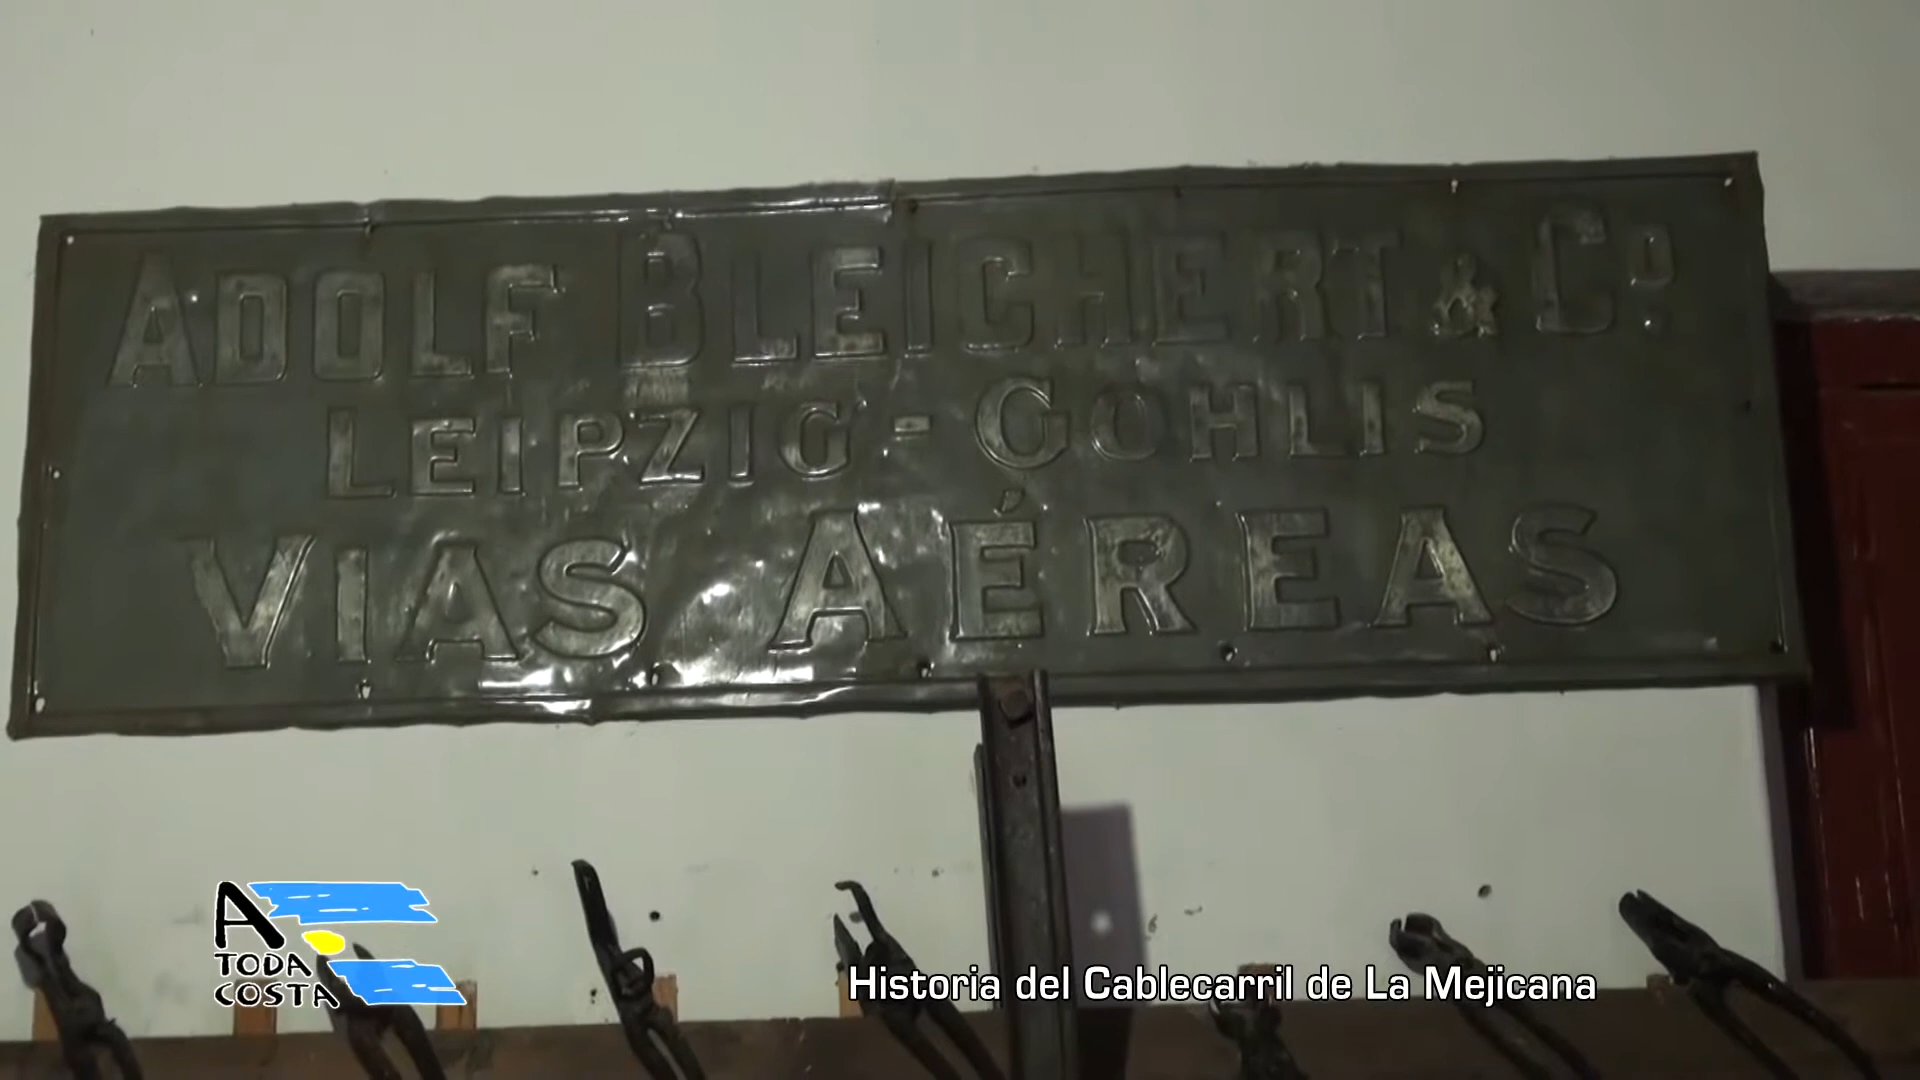 ADOLF BLEICHERT & Cº.
LEIPZIG - GOHLIS
VIAS AÉREAS
A
TODA
COSTA
Historia del Cablecarril de La Mejicana